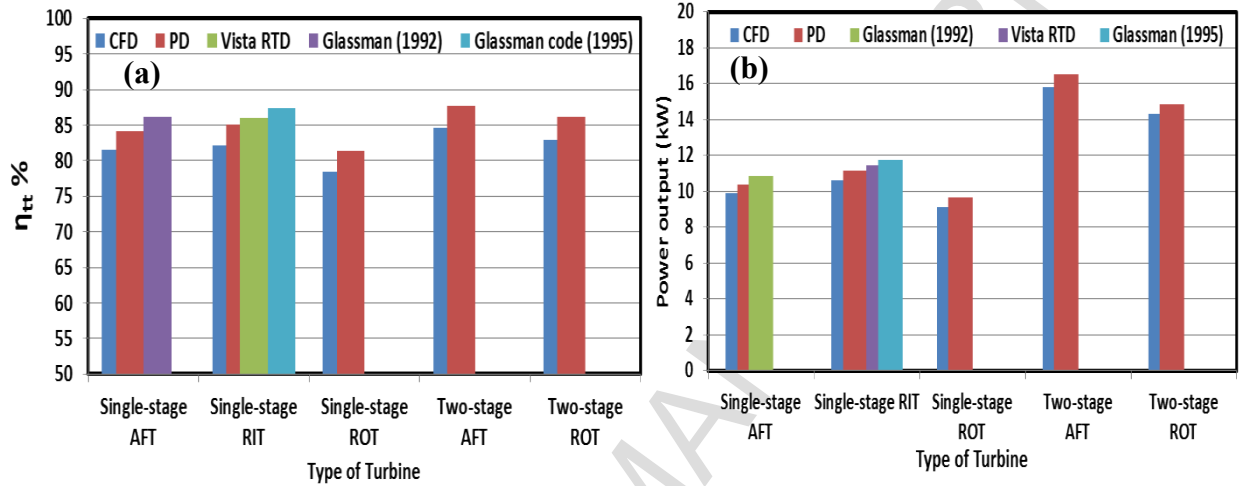 CFD PD Vista RTD Glassman (1992) Glassman code (1995)
(a)
ηtt %
100
95
90
85
80
75
70
65
60
55
50
Single-stage AFT
Single-stage RIT
Single-stage ROT
Two-stage AFT
Two-stage ROT
Type of Turbine
CFD PD Glassman (1992) Vista RTD Glassman (1995)
(b)
Power output (kW)
20
18
16
14
12
10
8
6
4
2
0
Single-stage AFT
Single-stage RIT
Single-stage ROT
Two-stage AFT
Two-stage ROT
Type of Turbine